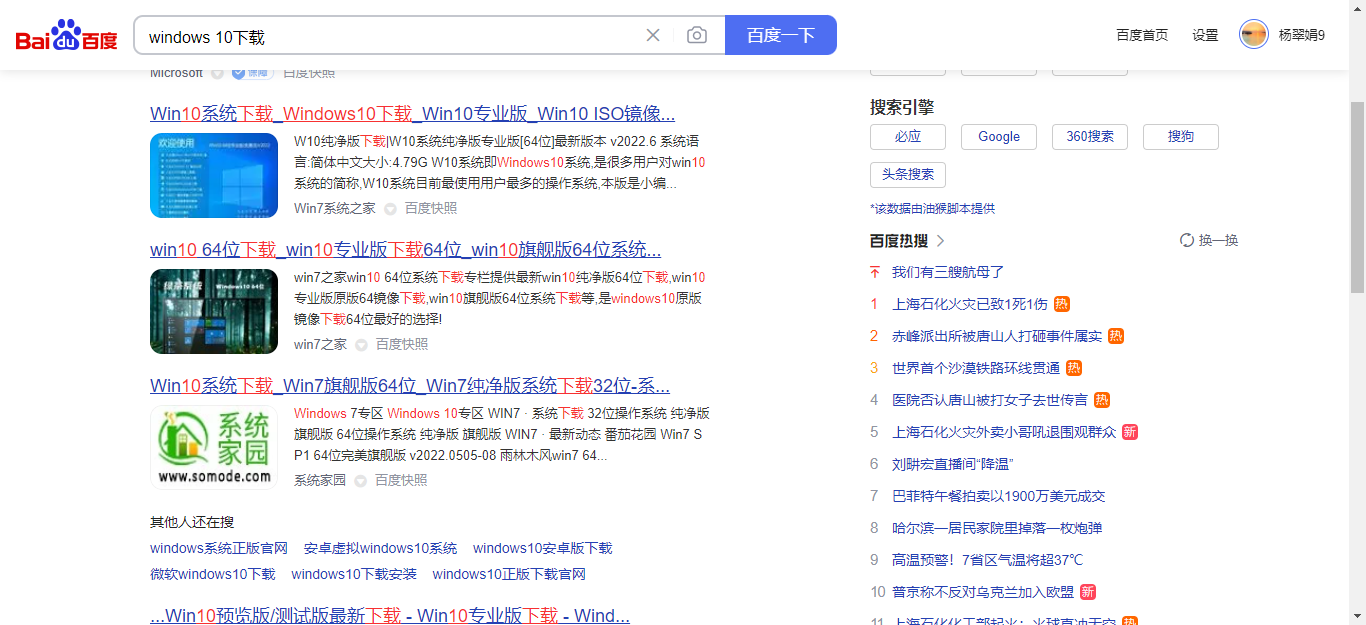 Bai du 百度
windows 10下载
百度一下
百度首页 设置 杨翠娟9
Microsoft 保障 百度快照
Win10系统下载_Windows10下载_Win10专业版_Win10 ISO镜像...
欢迎使用
W10纯净版下载|W10系统纯净版专业版[64位]最新版本 v2022.6 系统语
言:简体中文大小:4.79G W10系统即Windows10系统,是很多用户对win10
系统的简称,W10系统目前最使用用户最多的操作系统,本版是小编...
Win7系统之家 百度快照
win10 64位下载_win10专业版下载64位_win10旗舰版64位系统...
绿茶系统 Windows10 64位
win7之家win10 64位系统下载专栏提供最新win10纯净版64位下载,win10
专业版原版64镜像下载,win10旗舰版64位系统下载等,是windows10原版
镜像下载64位最好的选择!
win7之家 百度快照
Win10系统下载_Win7旗舰版64位_Win7纯净版系统下载32位-系...
系统
家园
www.somode.com
Windows 7专区 Windows 10专区 WIN7 · 系统下载 32位操作系统 纯净版
旗舰版 64位操作系统 纯净版 旗舰版 WIN7 · 最新动态 番茄花园 Win7 S
P1 64位完美旗舰版 v2022.0505-08 雨林木风win7 64...
系统家园 百度快照
其他人还在搜
windows系统正版官网 安卓虚拟windows10系统 windows10安卓版下载
微软windows10下载 windows10下载安装 windows10正版下载官网
...Win10预览版/测试版最新下载 - Win10专业版下载 - Wind...
搜索引擎
必应 Google 360搜索 搜狗
头条搜索
*该数据由油猴脚本提供
百度热搜 换一换
我们有三艘航母了
1 上海石化火灾已致1死1伤 热
2 赤峰派出所被唐山人打砸事件属实 热
3 世界首个沙漠铁路环线贯通 热
4 医院否认唐山被打女子去世传言 热
5 上海石化火灾外卖小哥吼退围观群众 新
6 刘畊宏直播间“降温”
7 巴菲特午餐拍卖以1900万美元成交
8 哈尔滨一居民家院里掉落一枚炮弹
9 高温预警！7省区气温将超37℃
10 普京称不反对乌克兰加入欧盟 新
11 上海石化化工部起火：火球直冲天空 热